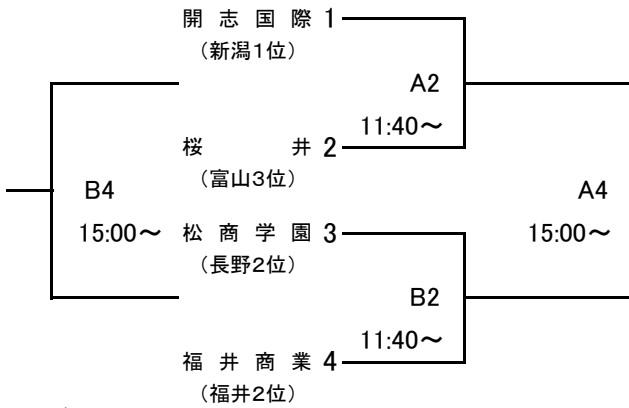 開志国際 1
(新潟1位)
A2
11:40～
桜井 2
(富山3位)
B4
A4
15:00～
松商学園 3
15:00～
(長野2位)
B2
11:40～
福井商業 4
(福井2位)